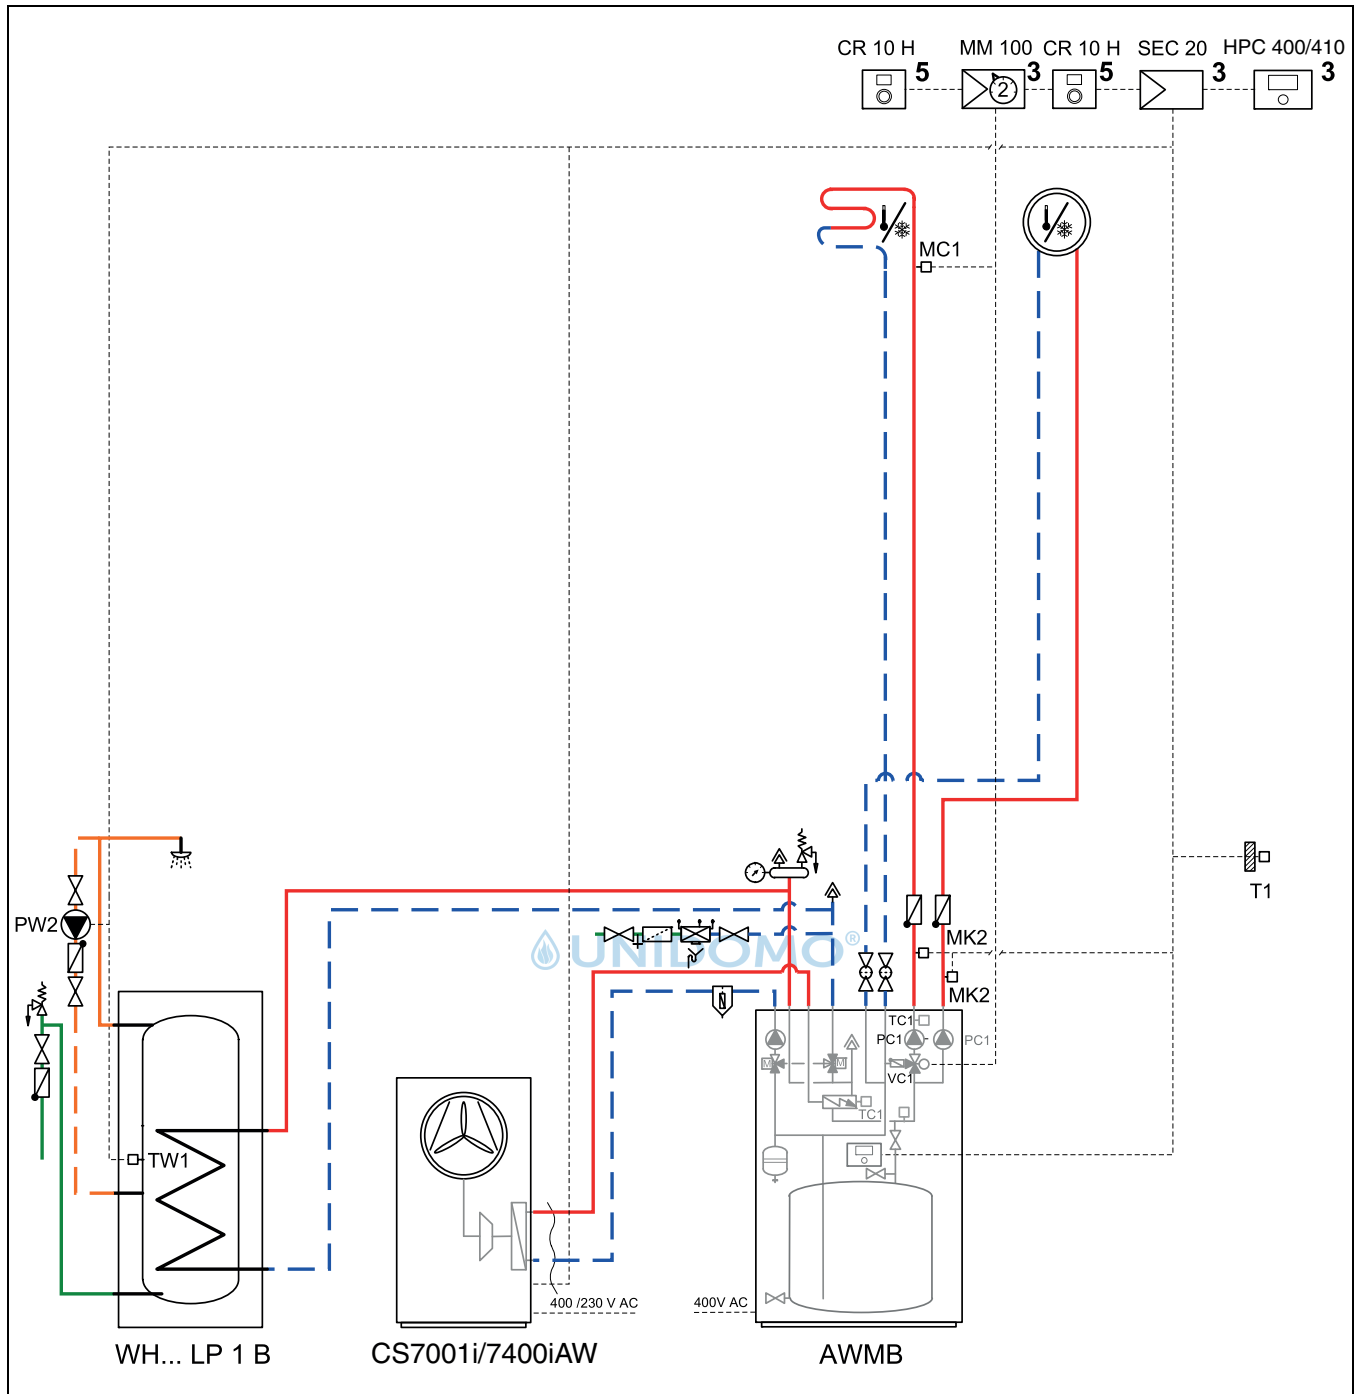 CR 10 H MM 100 CR 10 H SEC 20 HPC 400/410
5 3 5 3 3
2
MC1
T1
PW2
MK2
UNIDOMO®
MK2
TC1
PC1 PC1
M M
VC1
TC1
TW1
400 /230 V AC 400V AC
WH... LP 1 B CS7001i/7400iAW AWMB